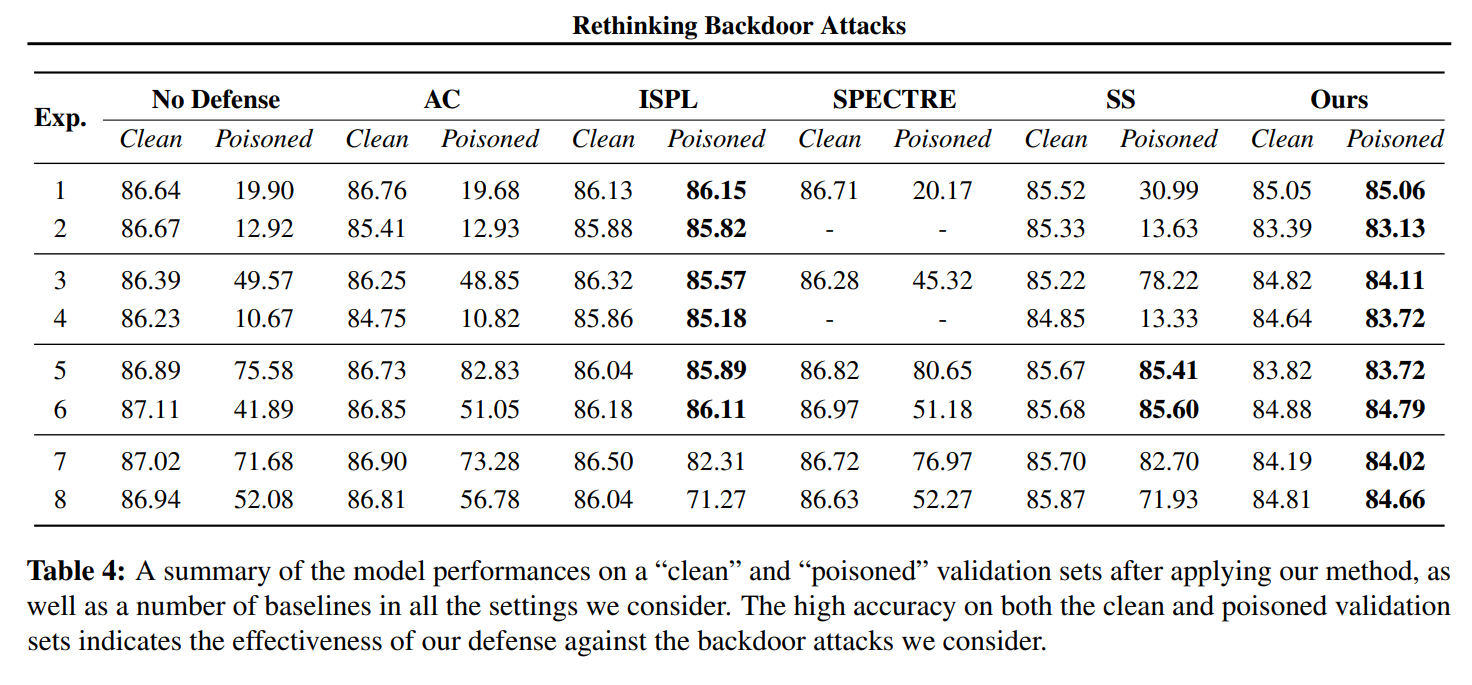 Rethinking Backdoor Attacks
Exp. No Defense AC ISPL SPECTRE SS Ours
Clean Poisoned Clean Poisoned Clean Poisoned Clean Poisoned Clean Poisoned Clean Poisoned
1 86.64 19.90 86.76 19.68 86.13 86.15 86.71 20.17 85.52 30.99 85.05 85.06
2 86.67 12.92 85.41 12.93 85.88 85.82 - - 85.33 13.63 83.39 83.13
3 86.39 49.57 86.25 48.85 86.32 85.57 86.28 45.32 85.22 78.22 84.82 84.11
4 86.23 10.67 84.75 10.82 85.86 85.18 - - 84.85 13.33 84.64 83.72
5 86.89 75.58 86.73 82.83 86.04 85.89 86.82 80.65 85.67 85.41 83.82 83.72
6 87.11 41.89 86.85 51.05 86.18 86.11 86.97 51.18 85.68 85.60 84.88 84.79
7 87.02 71.68 86.90 73.28 86.50 82.31 86.72 76.97 85.70 82.70 84.19 84.02
8 86.94 52.08 86.81 56.78 86.04 71.27 86.63 52.27 85.87 71.93 84.81 84.66
Table 4: A summary of the model performances on a “clean” and “poisoned” validation sets after applying our method, as
well as a number of baselines in all the settings we consider. The high accuracy on both the clean and poisoned validation
sets indicates the effectiveness of our defense against the backdoor attacks we consider.